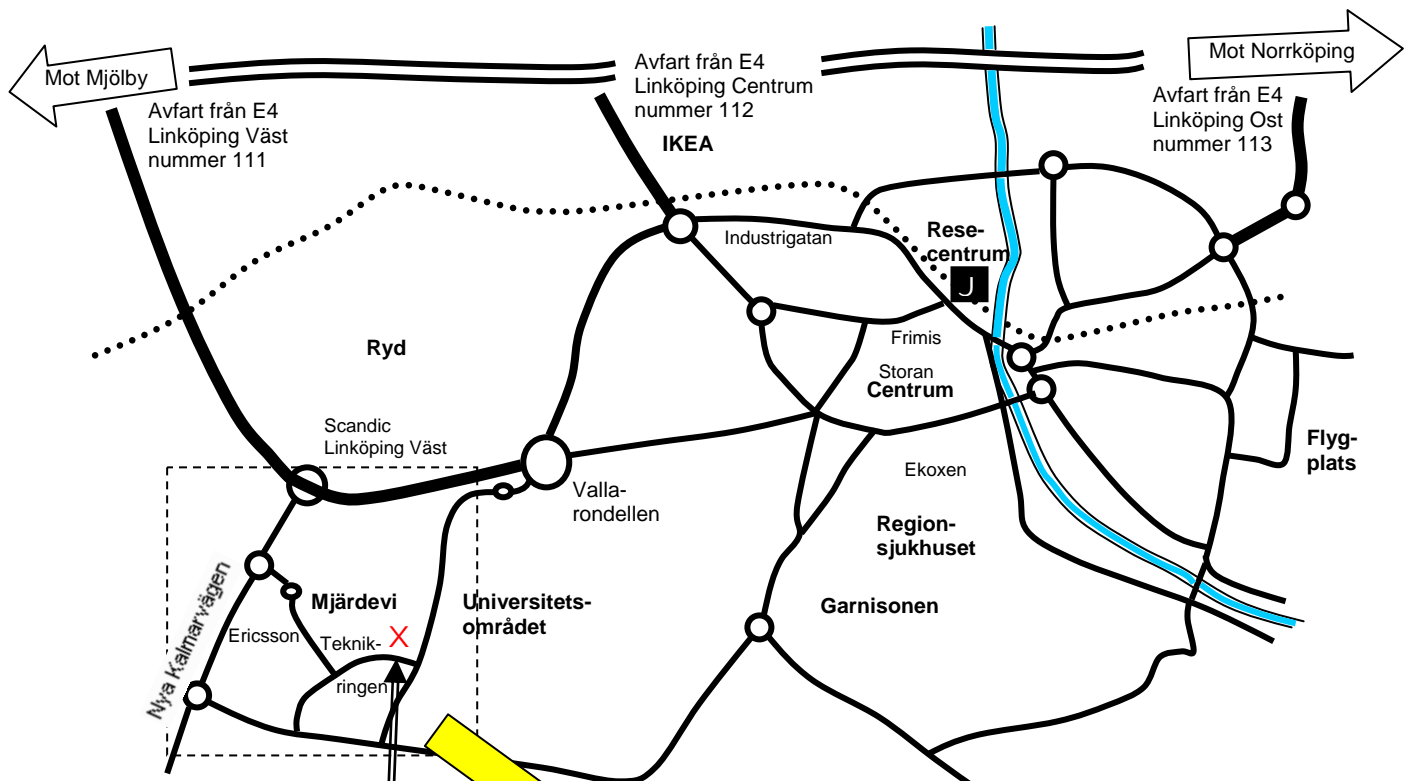 Mot Mjölby
Avfart från E4
Linköping Väst
nummer 111
Avfart från E4
Linköping Centrum
nummer 112
IKEA
Mot Norrköping
Avfart från E4
Linköping Ost
nummer 113
Industrigatan
Rese-
centrum
J
Ryd
Frimis
Storan
Centrum
Scandic
Linköping Väst
Valla-
rondellen
Ekoxen
Flyg-
plats
Region-
sjukhuset
Garnisonen
Nya Kalmarvägen
Mjärdevi
Universitets-
området
Ericsson
Teknik- X
ringen